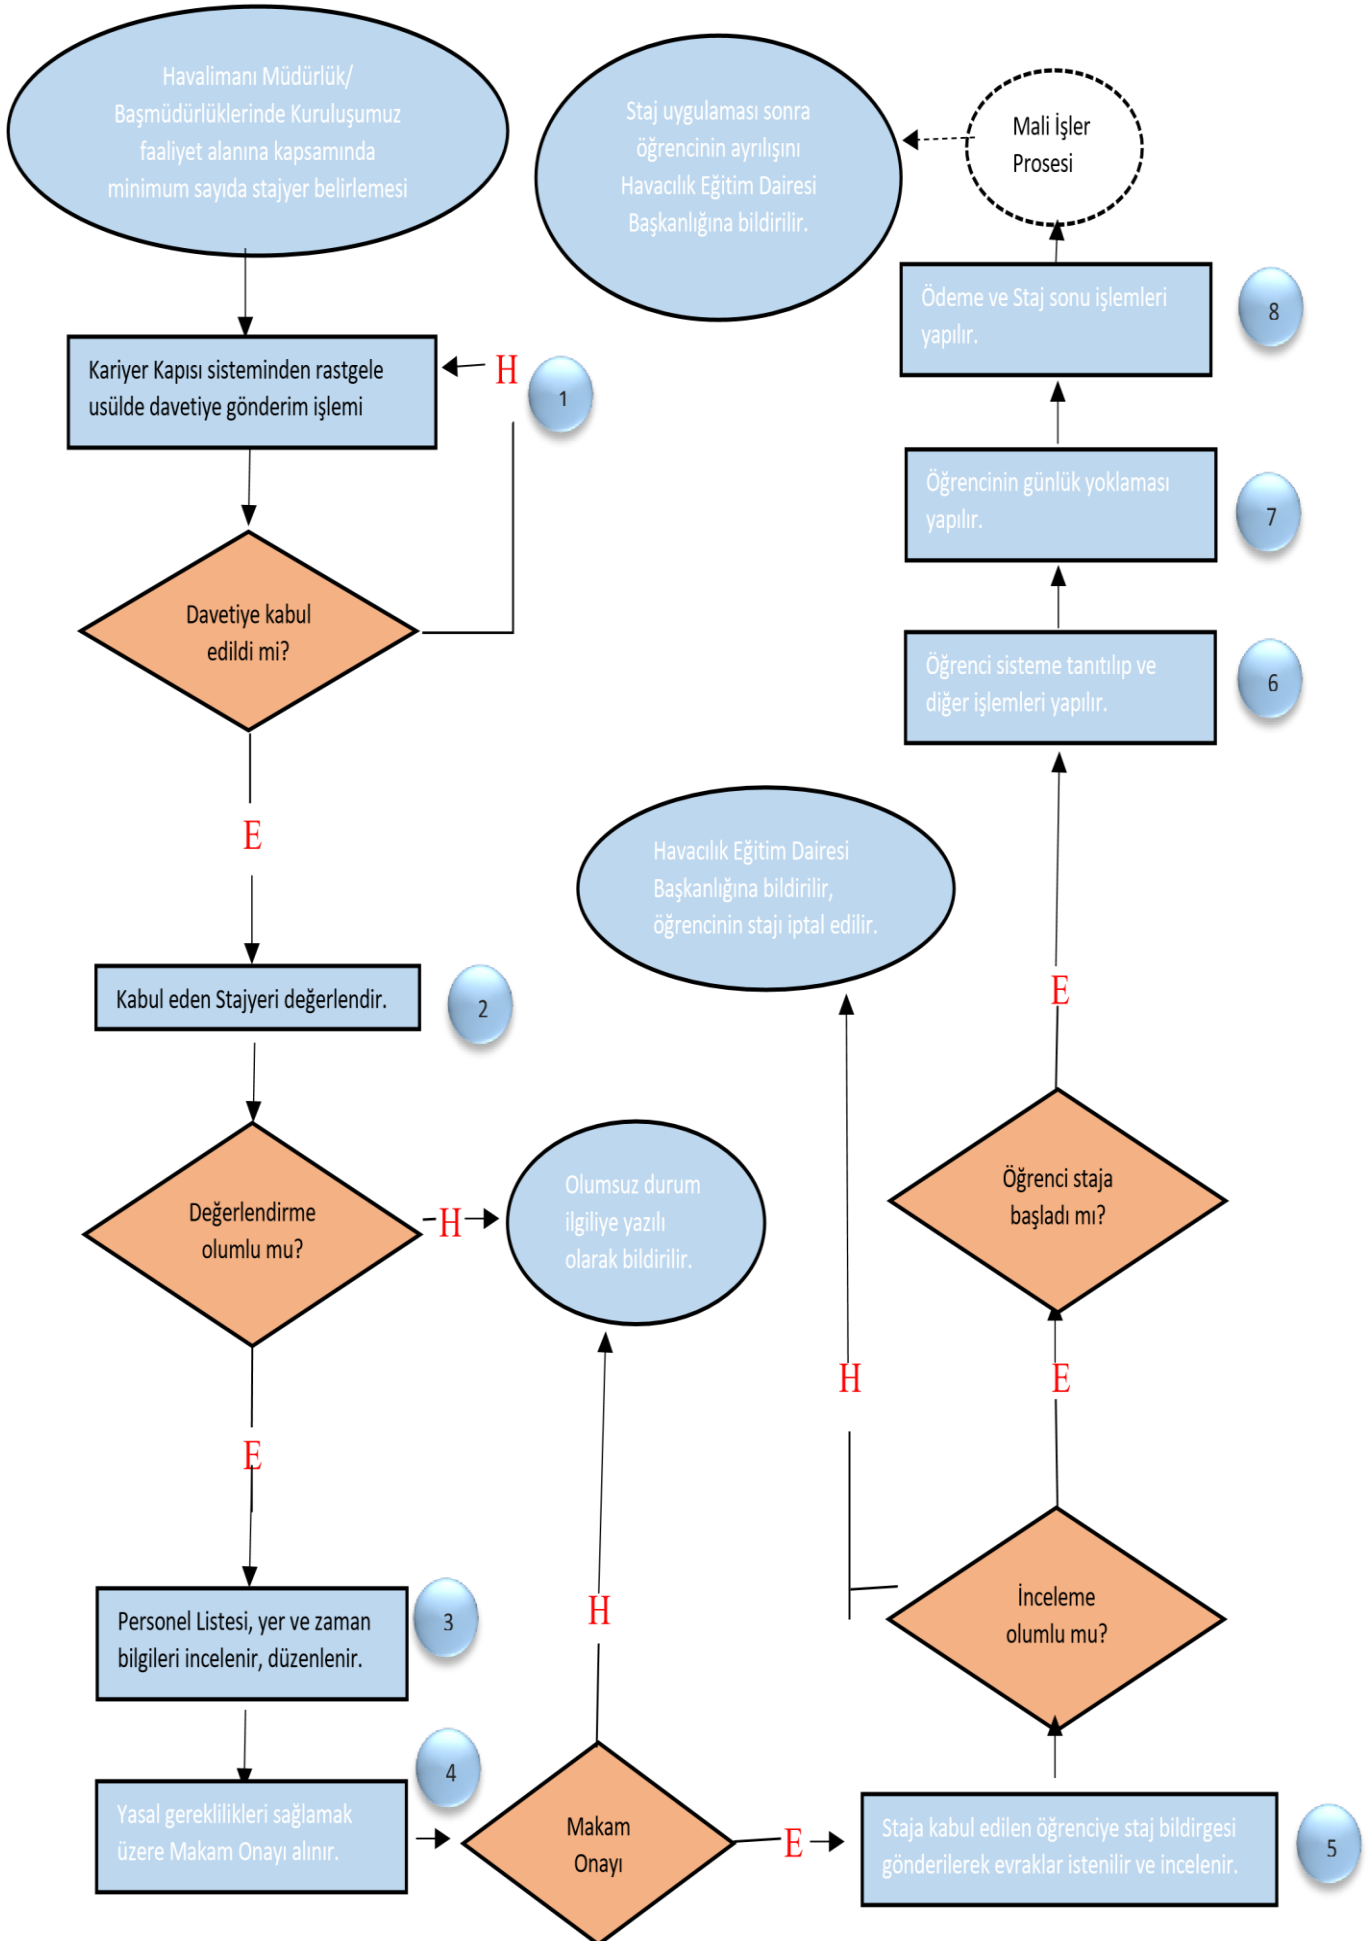 Havalimanı Müdürlük/
Başmüdürlüklerinde Kuruluşumuz
faaliyet alanına kapsamında
minimum sayıda stajyer belirlemesi
Kariyer Kapısı sisteminden rastgele
usülde davetiye gönderim işlemi
H
1
Davetiye kabul
edildi mi?
E
Kabul eden Stajyeri değerlendir.
2
Değerlendirme
olumlu mu?
H
Olumsuz durum
ilgiliye yazılı
olarak bildirilir.
E
Personel Listesi, yer ve zaman
bilgileri incelenir, düzenlenir.
3
Yasal gereklilikleri sağlamak
üzere Makam Onayı alınır.
4
Makam
Onayı
H
E
Staja kabul edilen öğrenciye staj bildirgesi
gönderilerek evraklar istenilir ve incelenir.
5
İnceleme
olumlu mu?
H
Havacılık Eğitim Dairesi
Başkanlığına bildirilir,
öğrencinin stajı iptal edilir.
E
Öğrenci staja
başladı mı?
E
Öğrenci sisteme tanıtılıp ve
diğer işlemleri yapılır.
6
Öğrencinin günlük yoklaması
yapılır.
7
Ödeme ve Staj sonu işlemleri
yapılır.
8
Mali İşler
Prosesi
Staj uygulaması sonra
öğrencinin ayrılışını
Havacılık Eğitim Dairesi
Başkanlığına bildirilir.